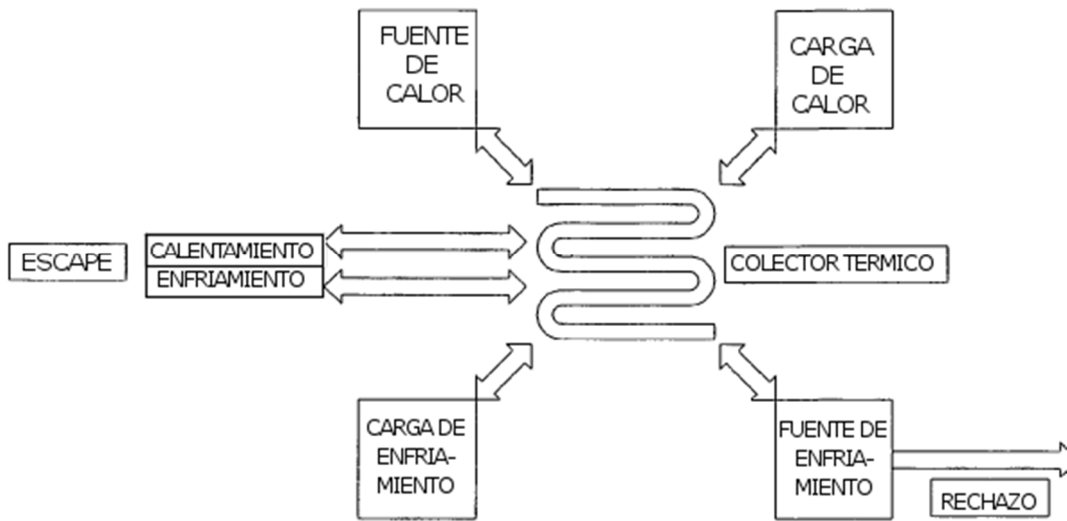 FUENTE
DE
CALOR
CARGA
DE
CALOR
ESCAPE
CALENTAMIENTO
ENFRIAMIENTO
COLECTOR TERMICO
CARGA DE
ENFRIA-
MIENTO
FUENTE DE
ENFRIA-
MIENTO
RECHAZO